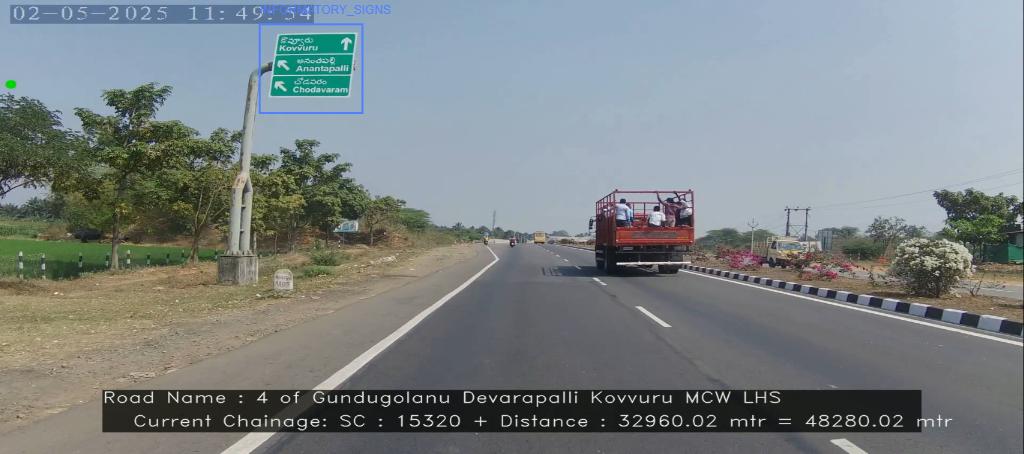 02-05-2025 11:49:54
INFORMATORY_SIGNS
కొవ్వూరు
Kovvuru
అనంతపల్లి
Anantapalli
చోడవరం
Chodavaram
Road Name : 4 of Gundugolanu Devarapalli Kovvuru MCW LHS
Current Chainage: SC : 15320 + Distance : 32960.02 mtr = 48280.02 mtr